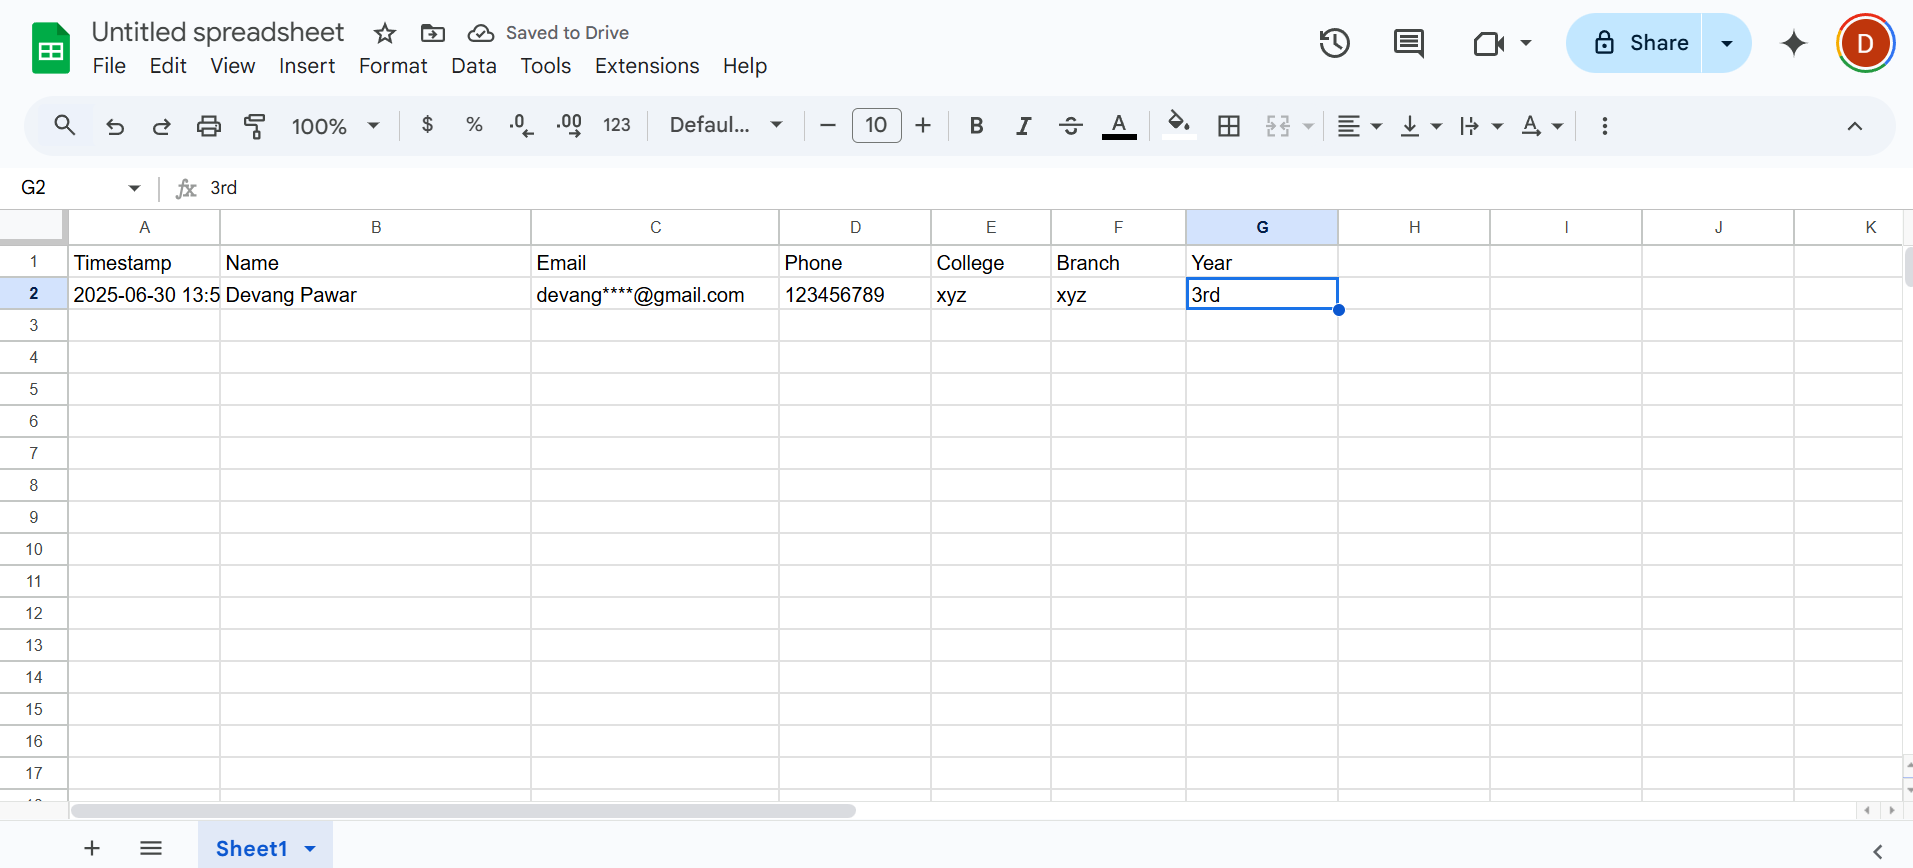 Untitled spreadsheet Saved to Drive
File Edit View Insert Format Data Tools Extensions Help
Share D
100% $ % .0 .00 123 Defaul... 10 B I S A A
G2 fx 3rd
A B C D E F G H I J K
1 Timestamp Name Email Phone College Branch Year
2 2025-06-30 13:5 Devang Pawar devang****@gmail.com 123456789 xyz xyz 3rd
3
4
5
6
7
8
9
10
11
12
13
14
15
16
17
Sheet1